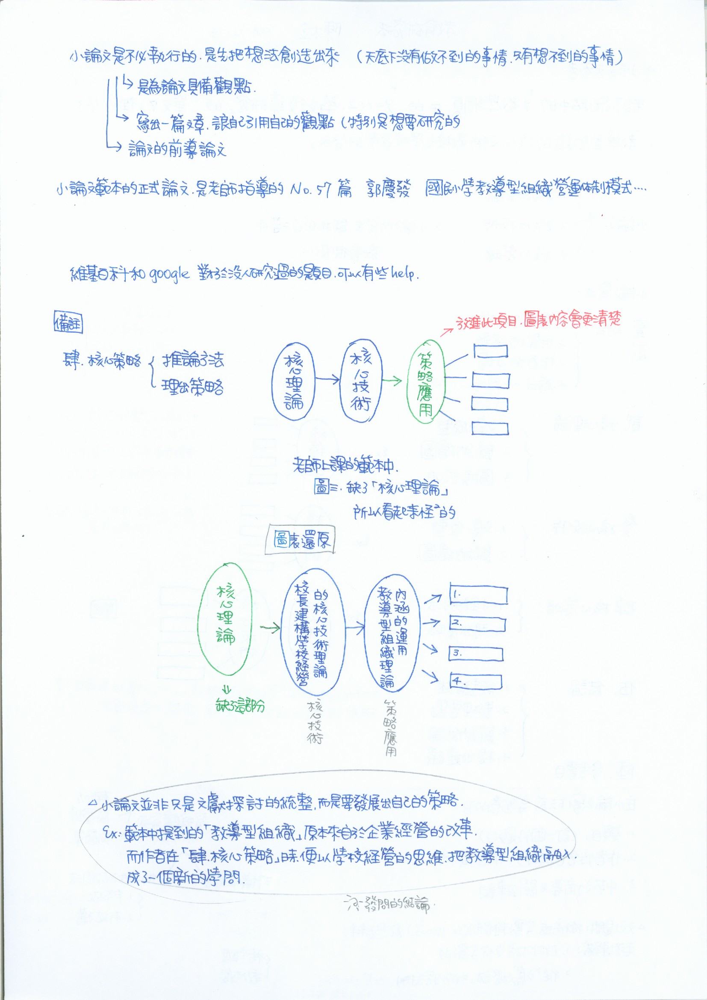 小論文是不必執行的.是先把想法創造出來 (天底下沒有做不到的事情.只有想不到的事情)
是為論文具備觀點.
寫出一篇文章.讓自己引用自己的觀點(特別是想要研究的
論文的前導論文
小論文範本的正式論文.是老師指導的 No.57 篇 郭慶發 國民小學教導型組織營運体制模式....
維基百科和 google 對於沒人研究過的題目.可以有些help.
備註
放進此項目.圖表內容會更清楚
肆.核心策略 { 推論方法
理出策略
核心理論
核心技術
策略應用
老師上課的範本中.
圖三.缺了「核心理論」
所以看起來怪²的
圖表還原
核心理論
校長建構學校經營
的核心技術理論
教導型組織理論
內涵的運用
1.
2.
3.
4.
缺了這部分
核心技術
策略應用
△小論文並非只是文獻探討的統整,而是要發展出自己的策略.
Ex: 範本中提到的「教導型組織」原本來自於企業經營的改革.
而作者在「肆.核心策略」時.便以學校經營的思維.把教導型組織融入.
成了一個新的學問.
發問的結論.